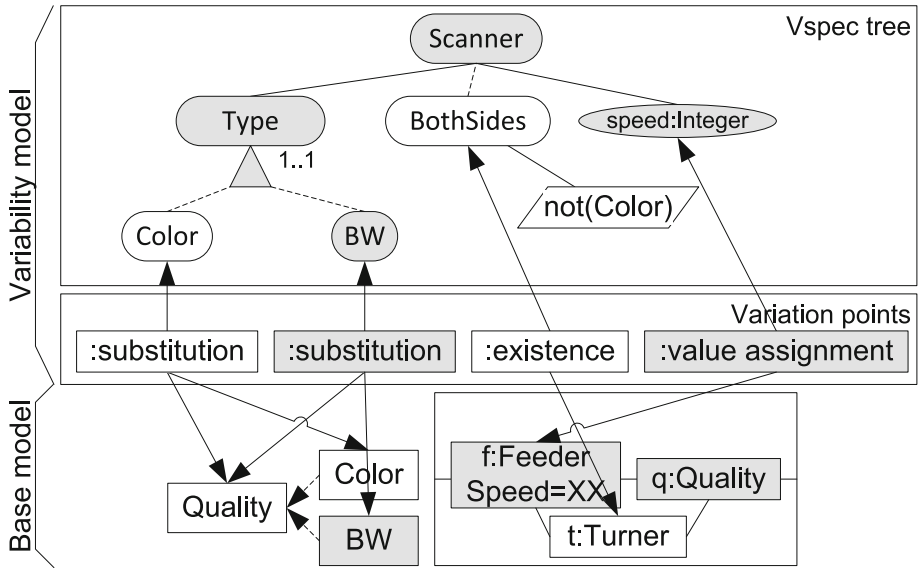 Variability model
Base model
Vspec tree
Scanner
Type
BothSides
speed:Integer
1..1
not(Color)
Color
BW
Variation points
:substitution
:substitution
:existence
:value assignment
Quality
Color
BW
f:Feeder
Speed=XX
q:Quality
t:Turner